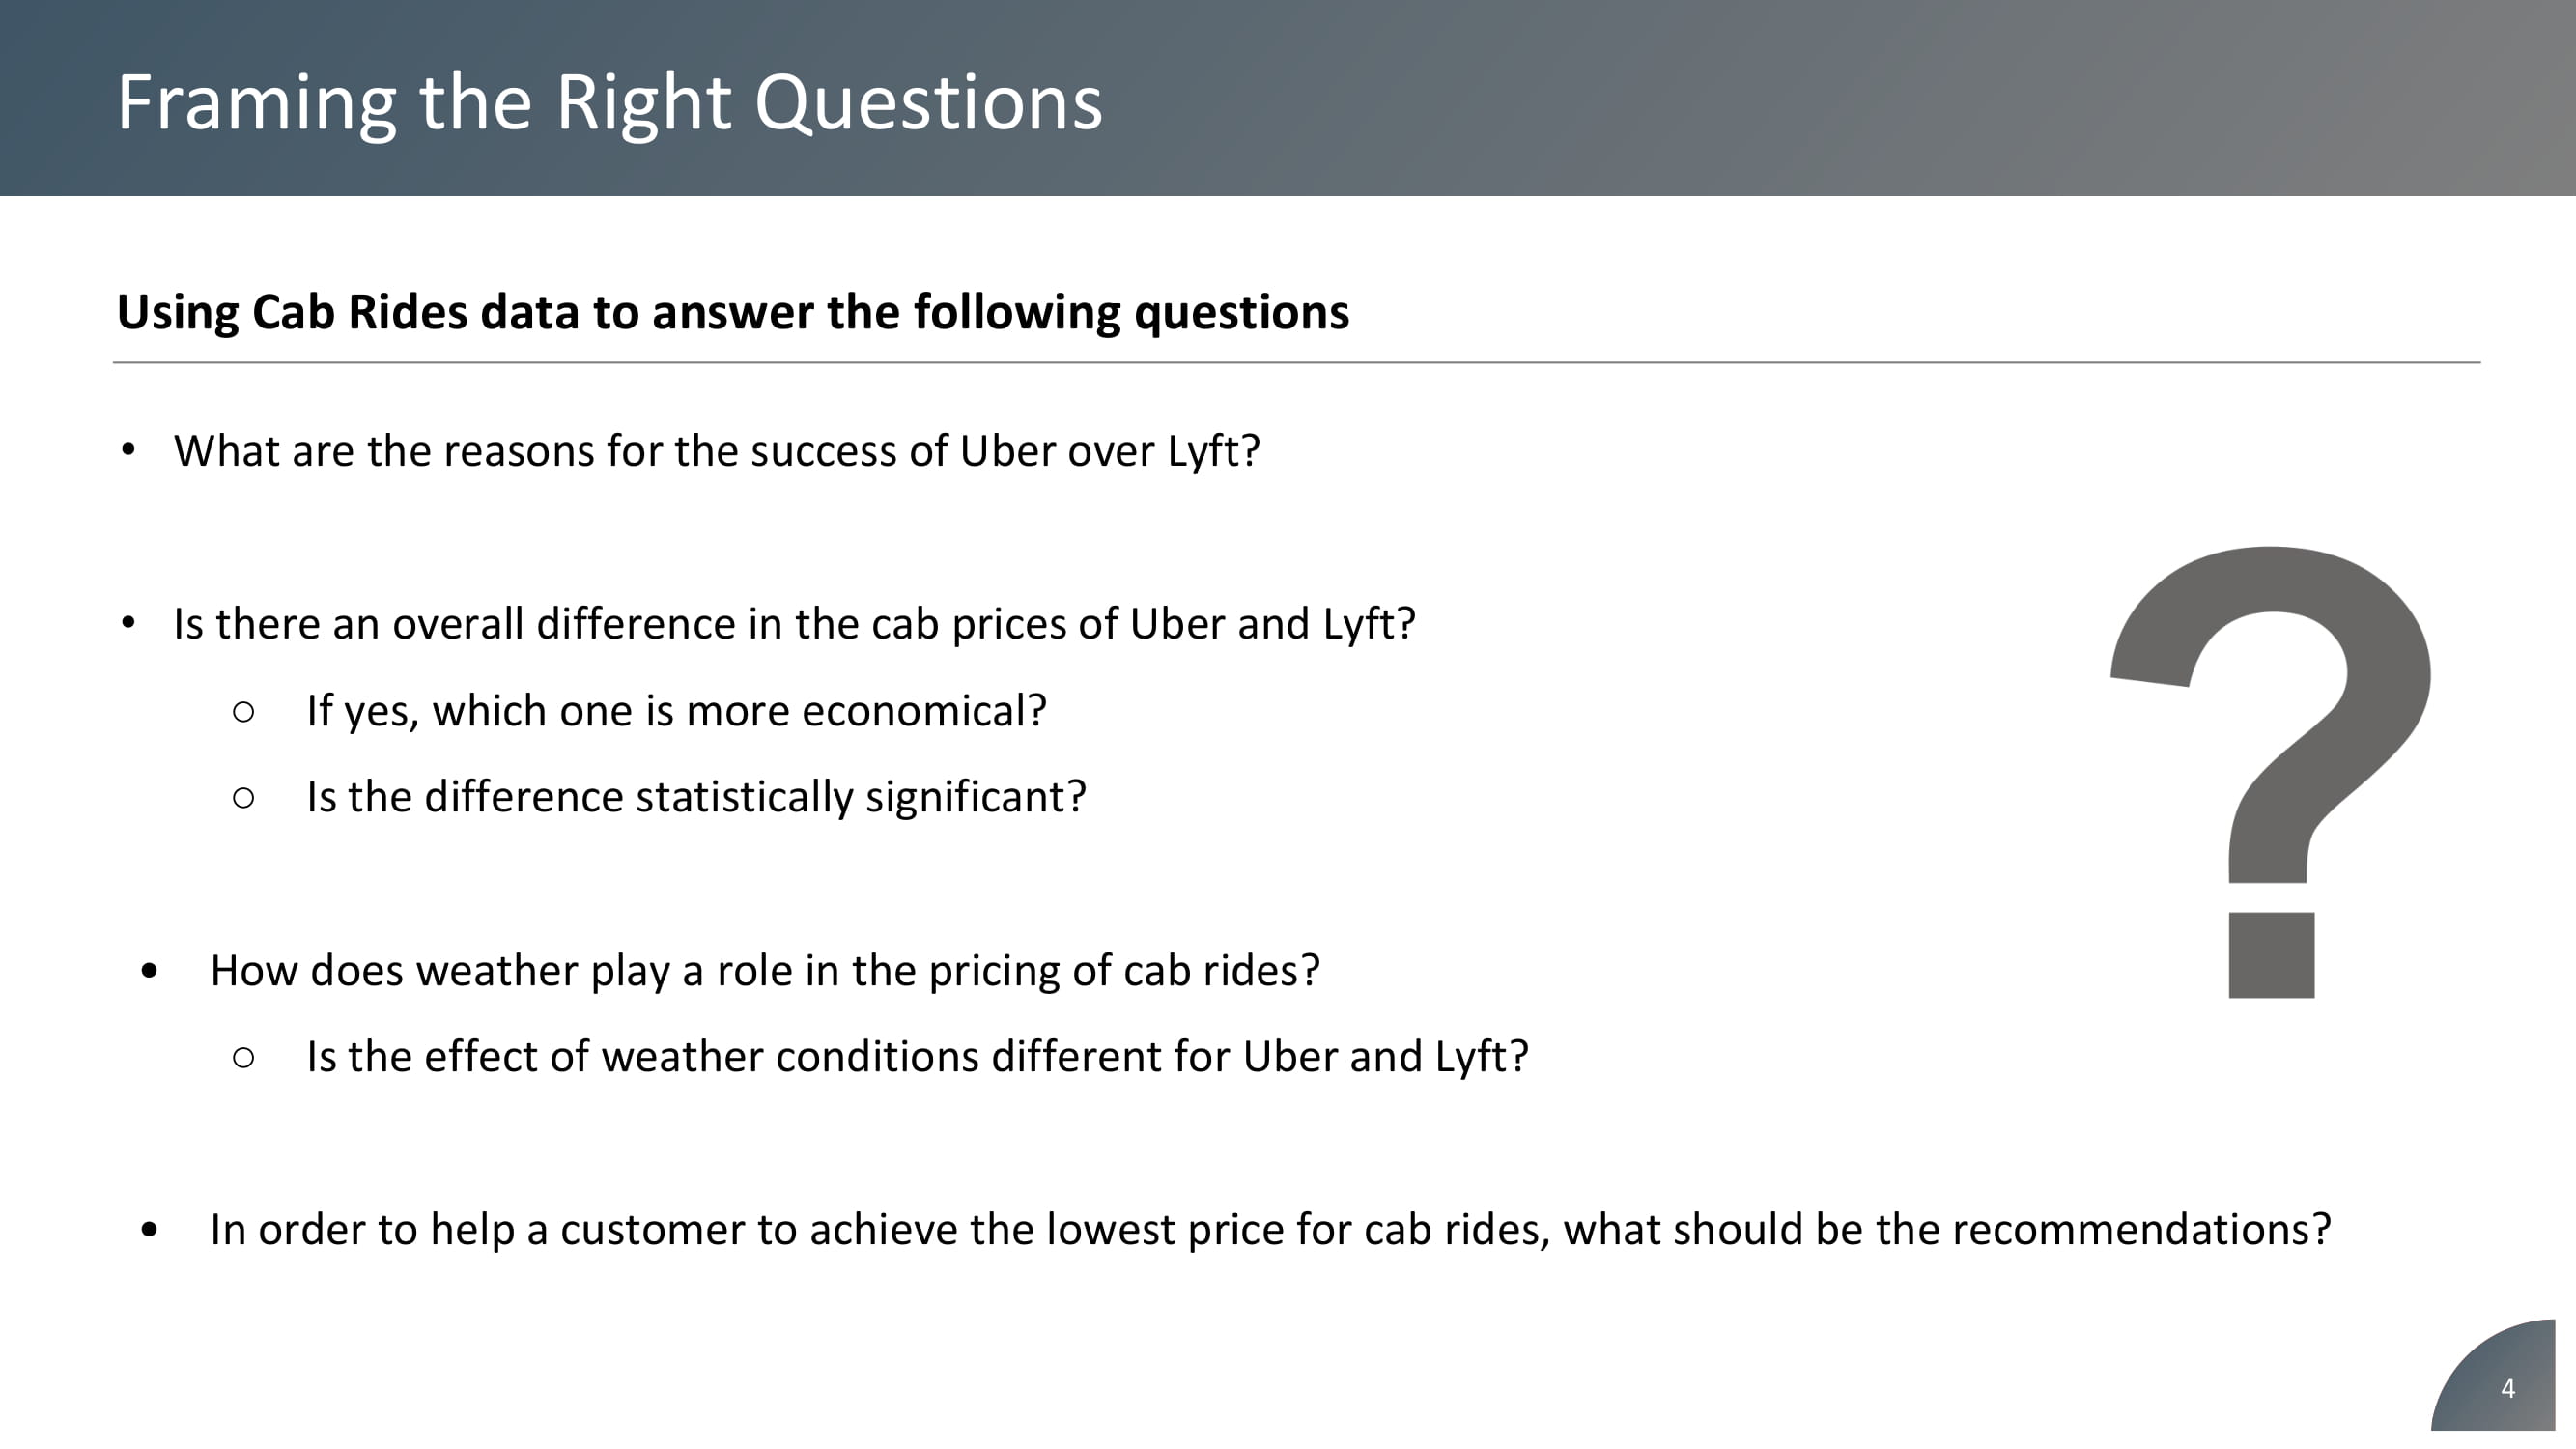 Framing the Right Questions
Using Cab Rides data to answer the following questions
• What are the reasons for the success of Uber over Lyft?
• Is there an overall difference in the cab prices of Uber and Lyft?
○ If yes, which one is more economical?
○ Is the difference statistically significant?
• How does weather play a role in the pricing of cab rides?
○ Is the effect of weather conditions different for Uber and Lyft?
• In order to help a customer to achieve the lowest price for cab rides, what should be the recommendations?
?
4